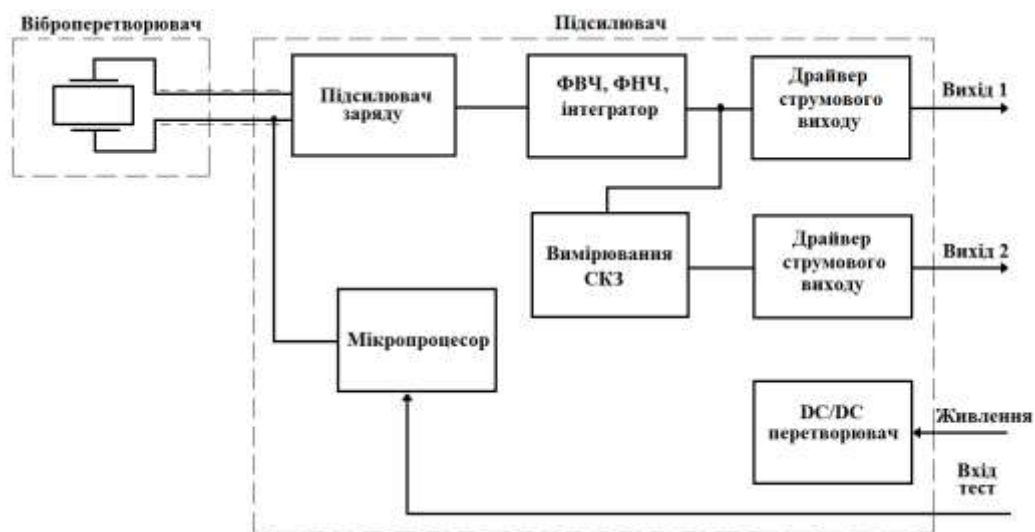 Віброперетворювач
Підсилювач
Підсилювач
заряду
ФВЧ, ФНЧ,
інтегратор
Драйвер
струмового
виходу
Вихід 1
Вимірювання
СКЗ
Драйвер
струмового
виходу
Вихід 2
Мікропроцесор
DC/DC
перетворювач
Живлення
Вхід
тест